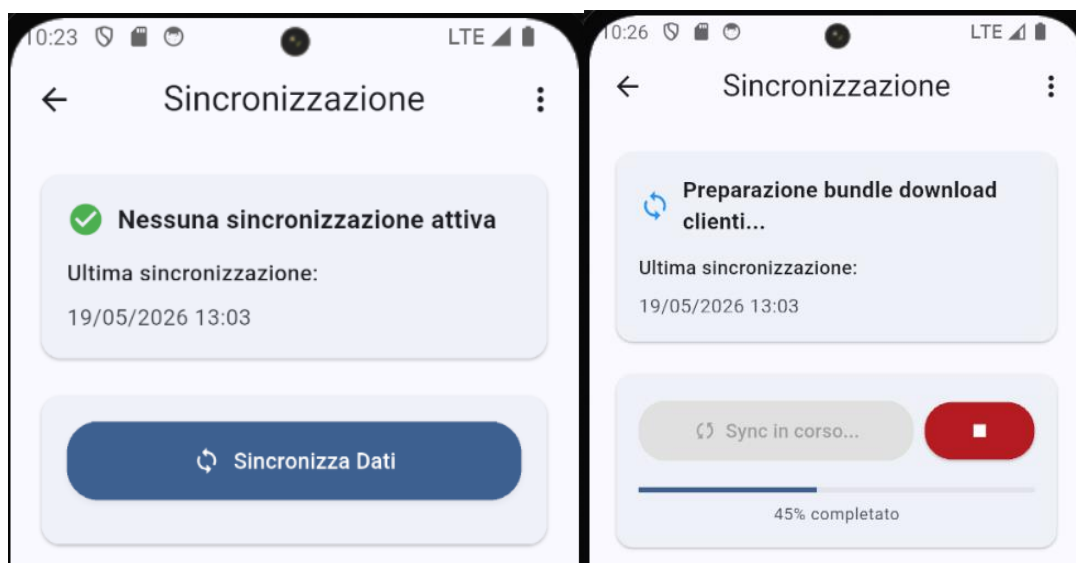 10:23 LTE
Sincronizzazione
Nessuna sincronizzazione attiva
Ultima sincronizzazione:
19/05/2026 13:03
Sincronizza Dati
10:26 LTE
Sincronizzazione
Preparazione bundle download
clienti...
Ultima sincronizzazione:
19/05/2026 13:03
Sync in corso...
45% completato